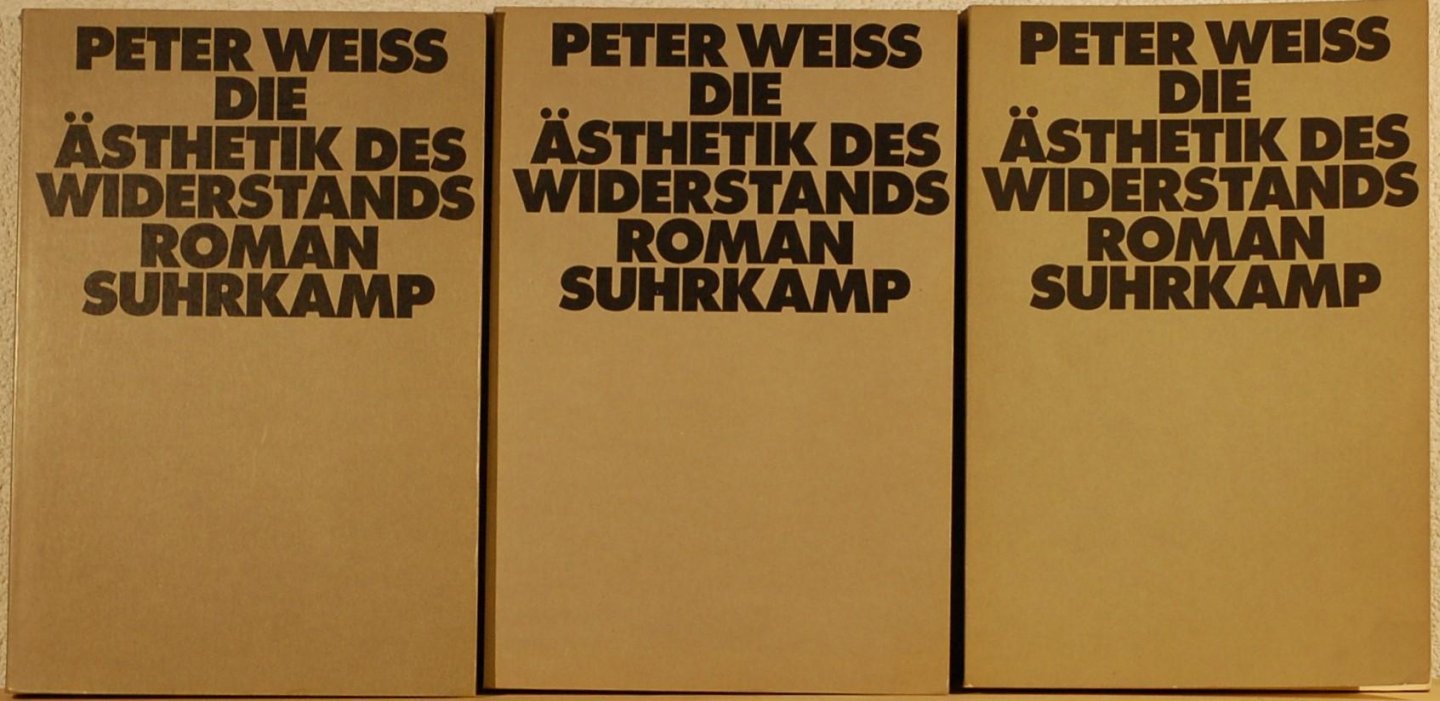 PETER WEISS
DIE
ÄSTHETIK DES
WIDERSTANDS
ROMAN
SUHRKAMP
PETER WEISS
DIE
ÄSTHETIK DES
WIDERSTANDS
ROMAN
SUHRKAMP
PETER WEISS
DIE
ÄSTHETIK DES
WIDERSTANDS
ROMAN
SUHRKAMP